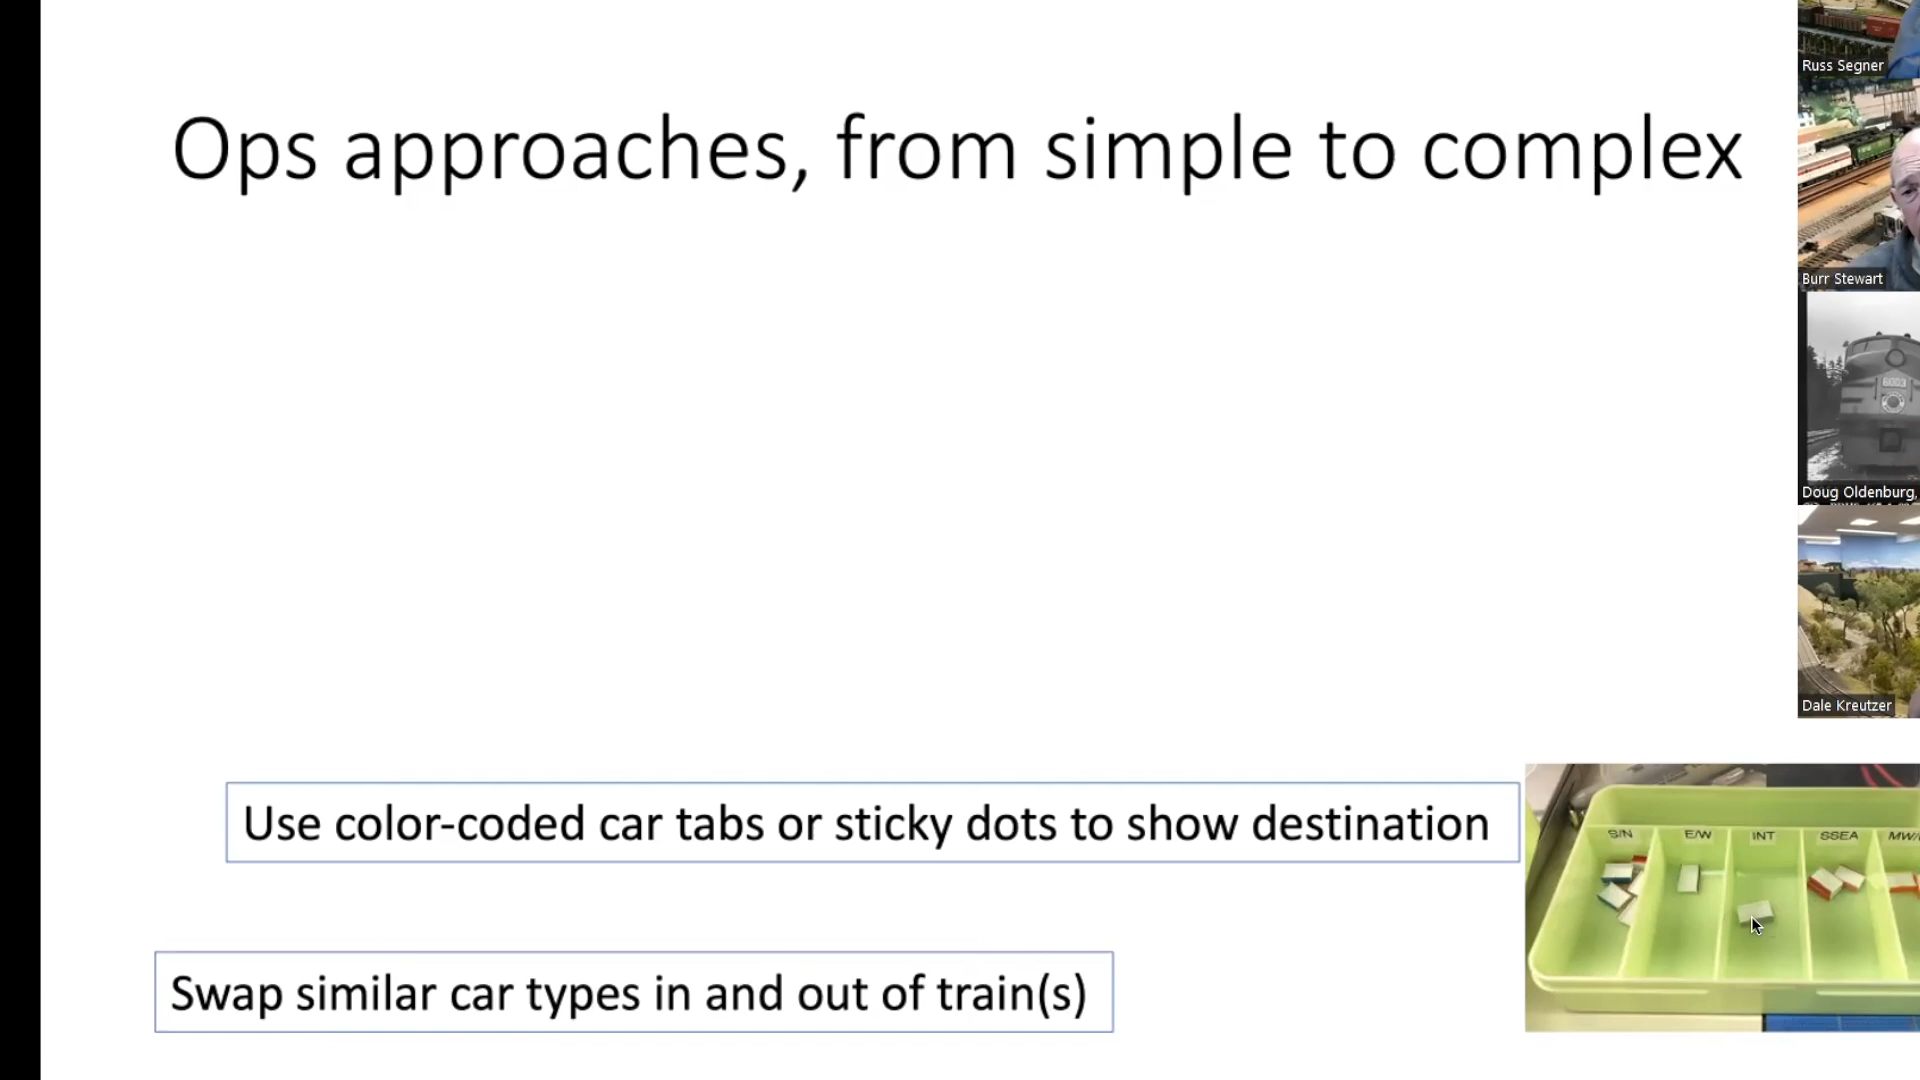 Ops approaches, from simple to complex
Russ Segner
Burr Stewart
6003
Doug Oldenburg,
Dale Kreutzer
Use color-coded car tabs or sticky dots to show destination
S/N E/W INT SSEA
Swap similar car types in and out of train(s)